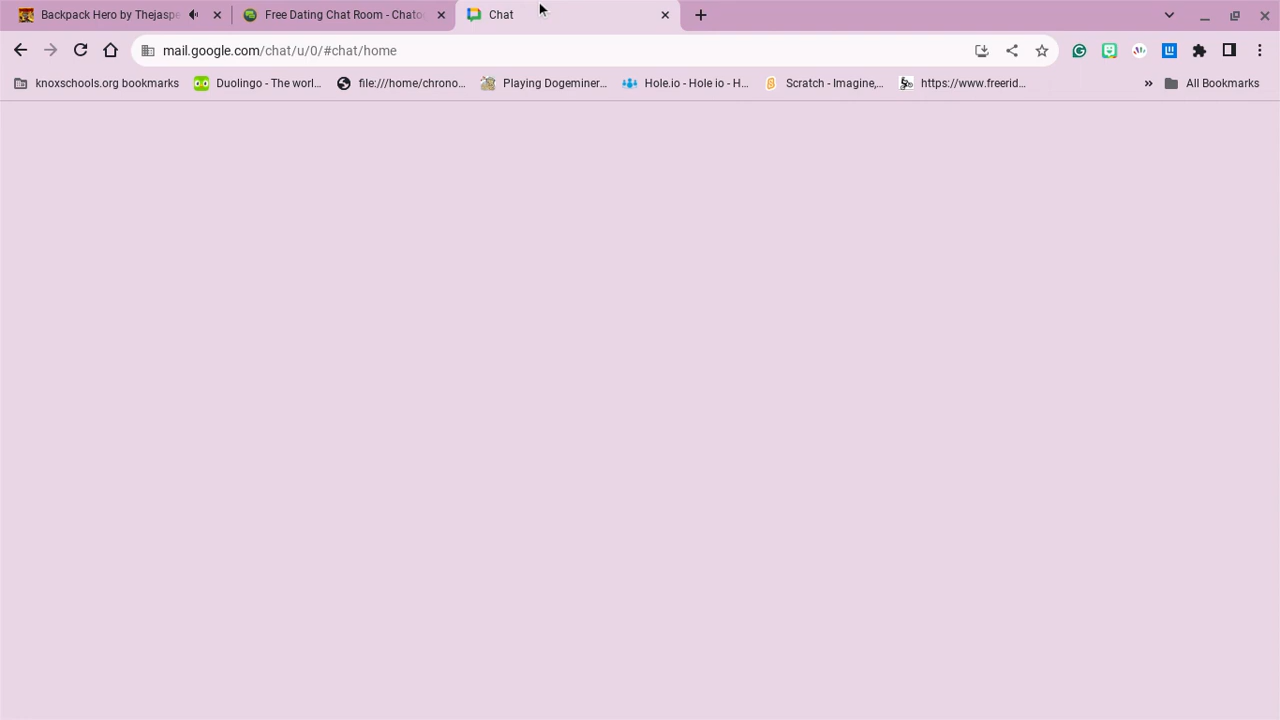 Backpack Hero by Thejaspe
Free Dating Chat Room - Chato
Chat
mail.google.com/chat/u/0/#chat/home
knoxschools.org bookmarks
Duolingo - The worl...
file:///home/chrono...
Playing Dogeminer...
Hole.io - Hole io - H...
Scratch - Imagine,...
https://www.freerid...
All Bookmarks